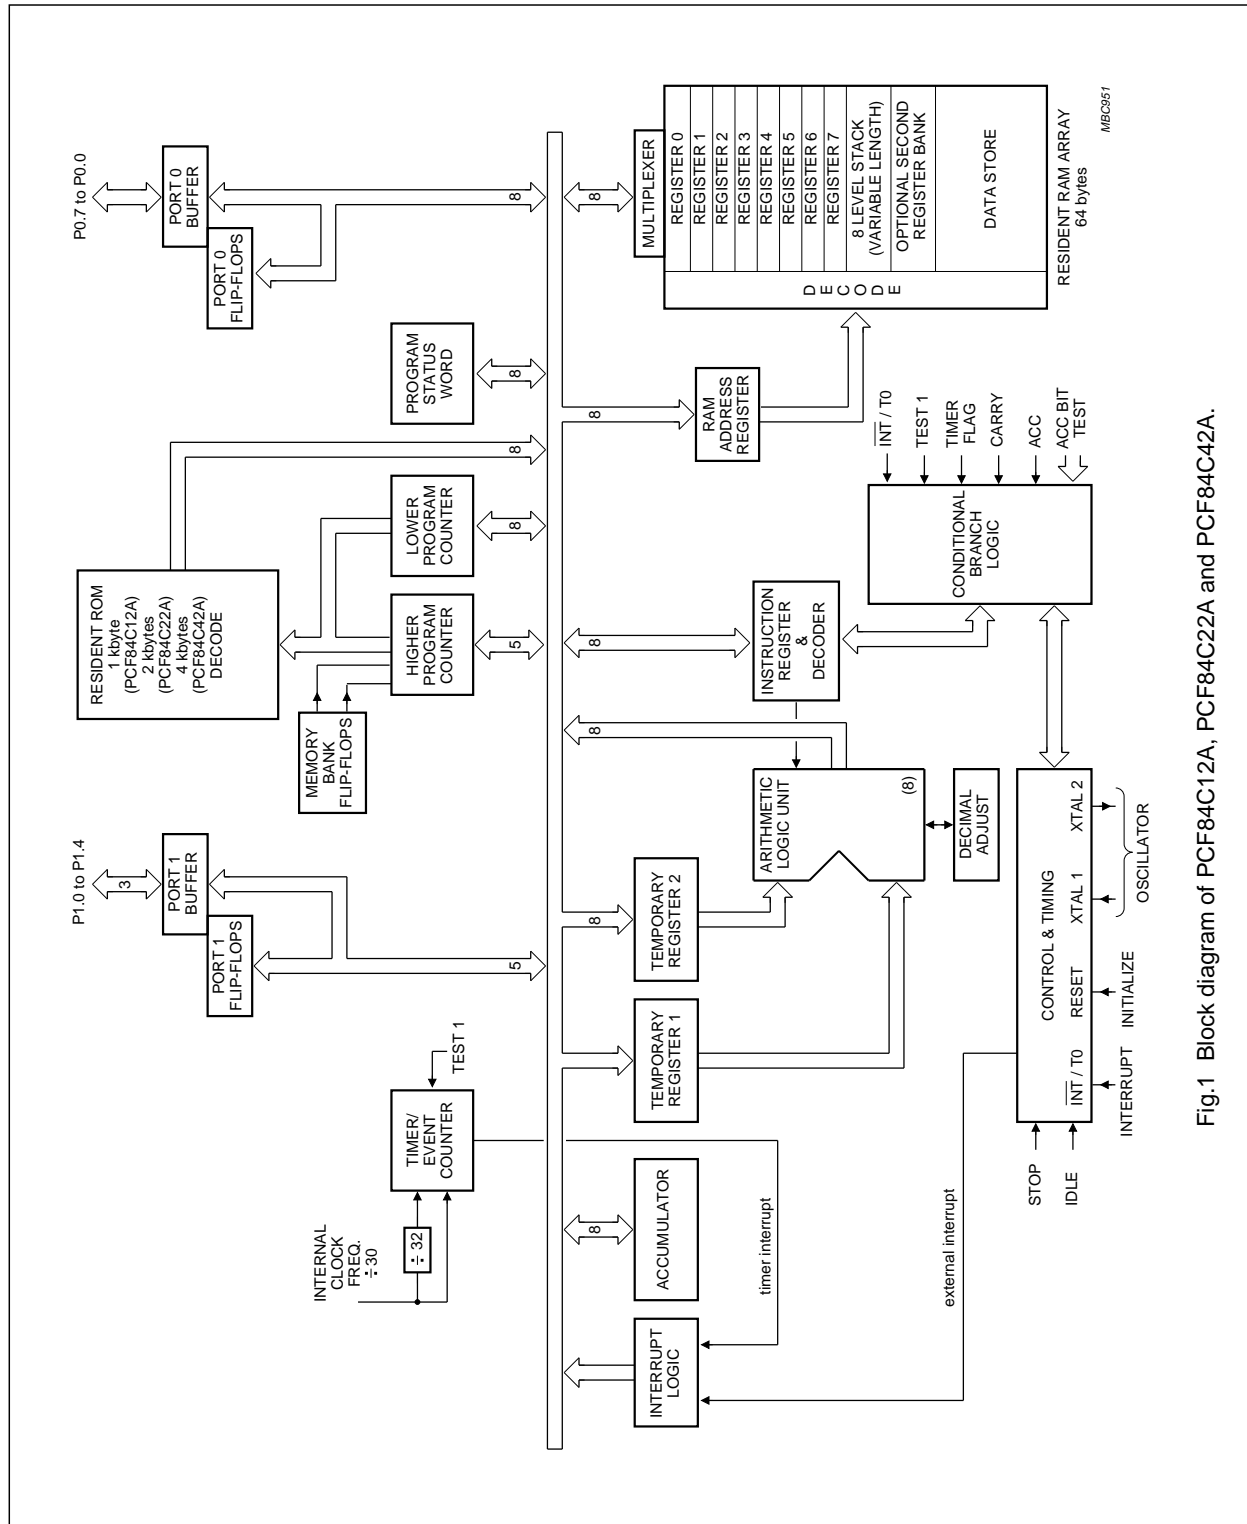 P1.0 to P1.4
3
PORT 1
BUFFER
PORT 1
FLIP-FLOPS
5
P0.7 to P0.0
PORT 0
BUFFER
PORT 0
FLIP-FLOPS
8
RESIDENT ROM
1 kbyte
(PCF84C12A)
2 kbytes
(PCF84C22A)
4 kbytes
(PCF84C42A)
DECODE
8
MEMORY
BANK
FLIP-FLOPS
HIGHER
PROGRAM
COUNTER
5
LOWER
PROGRAM
COUNTER
8
PROGRAM
STATUS
WORD
8
INTERNAL
CLOCK
FREQ.
÷ 30
÷ 32
TIMER/
EVENT
COUNTER
TEST 1
INTERRUPT
LOGIC
8
ACCUMULATOR
timer interrupt
external interrupt
TEMPORARY
REGISTER 1
8
TEMPORARY
REGISTER 2
ARITHMETIC
LOGIC UNIT
(8)
8
DECIMAL
ADJUST
8
INSTRUCTION
REGISTER
&
DECODER
8
RAM
ADDRESS
REGISTER
8
MULTIPLEXER
REGISTER 0
REGISTER 1
REGISTER 2
REGISTER 3
REGISTER 4
REGISTER 5
REGISTER 6
REGISTER 7
8 LEVEL STACK
(VARIABLE LENGTH)
OPTIONAL SECOND
REGISTER BANK
DATA STORE
D
E
C
O
D
E
RESIDENT RAM ARRAY
64 bytes
MBC951
CONDITIONAL
BRANCH
LOGIC
INT / T0
TEST 1
TIMER
FLAG
CARRY
ACC
ACC BIT
TEST
CONTROL & TIMING
INT / T0
RESET
XTAL 1
XTAL 2
STOP
IDLE
INTERRUPT
INITIALIZE
OSCILLATOR
Fig.1 Block diagram of PCF84C12A, PCF84C22A and PCF84C42A.